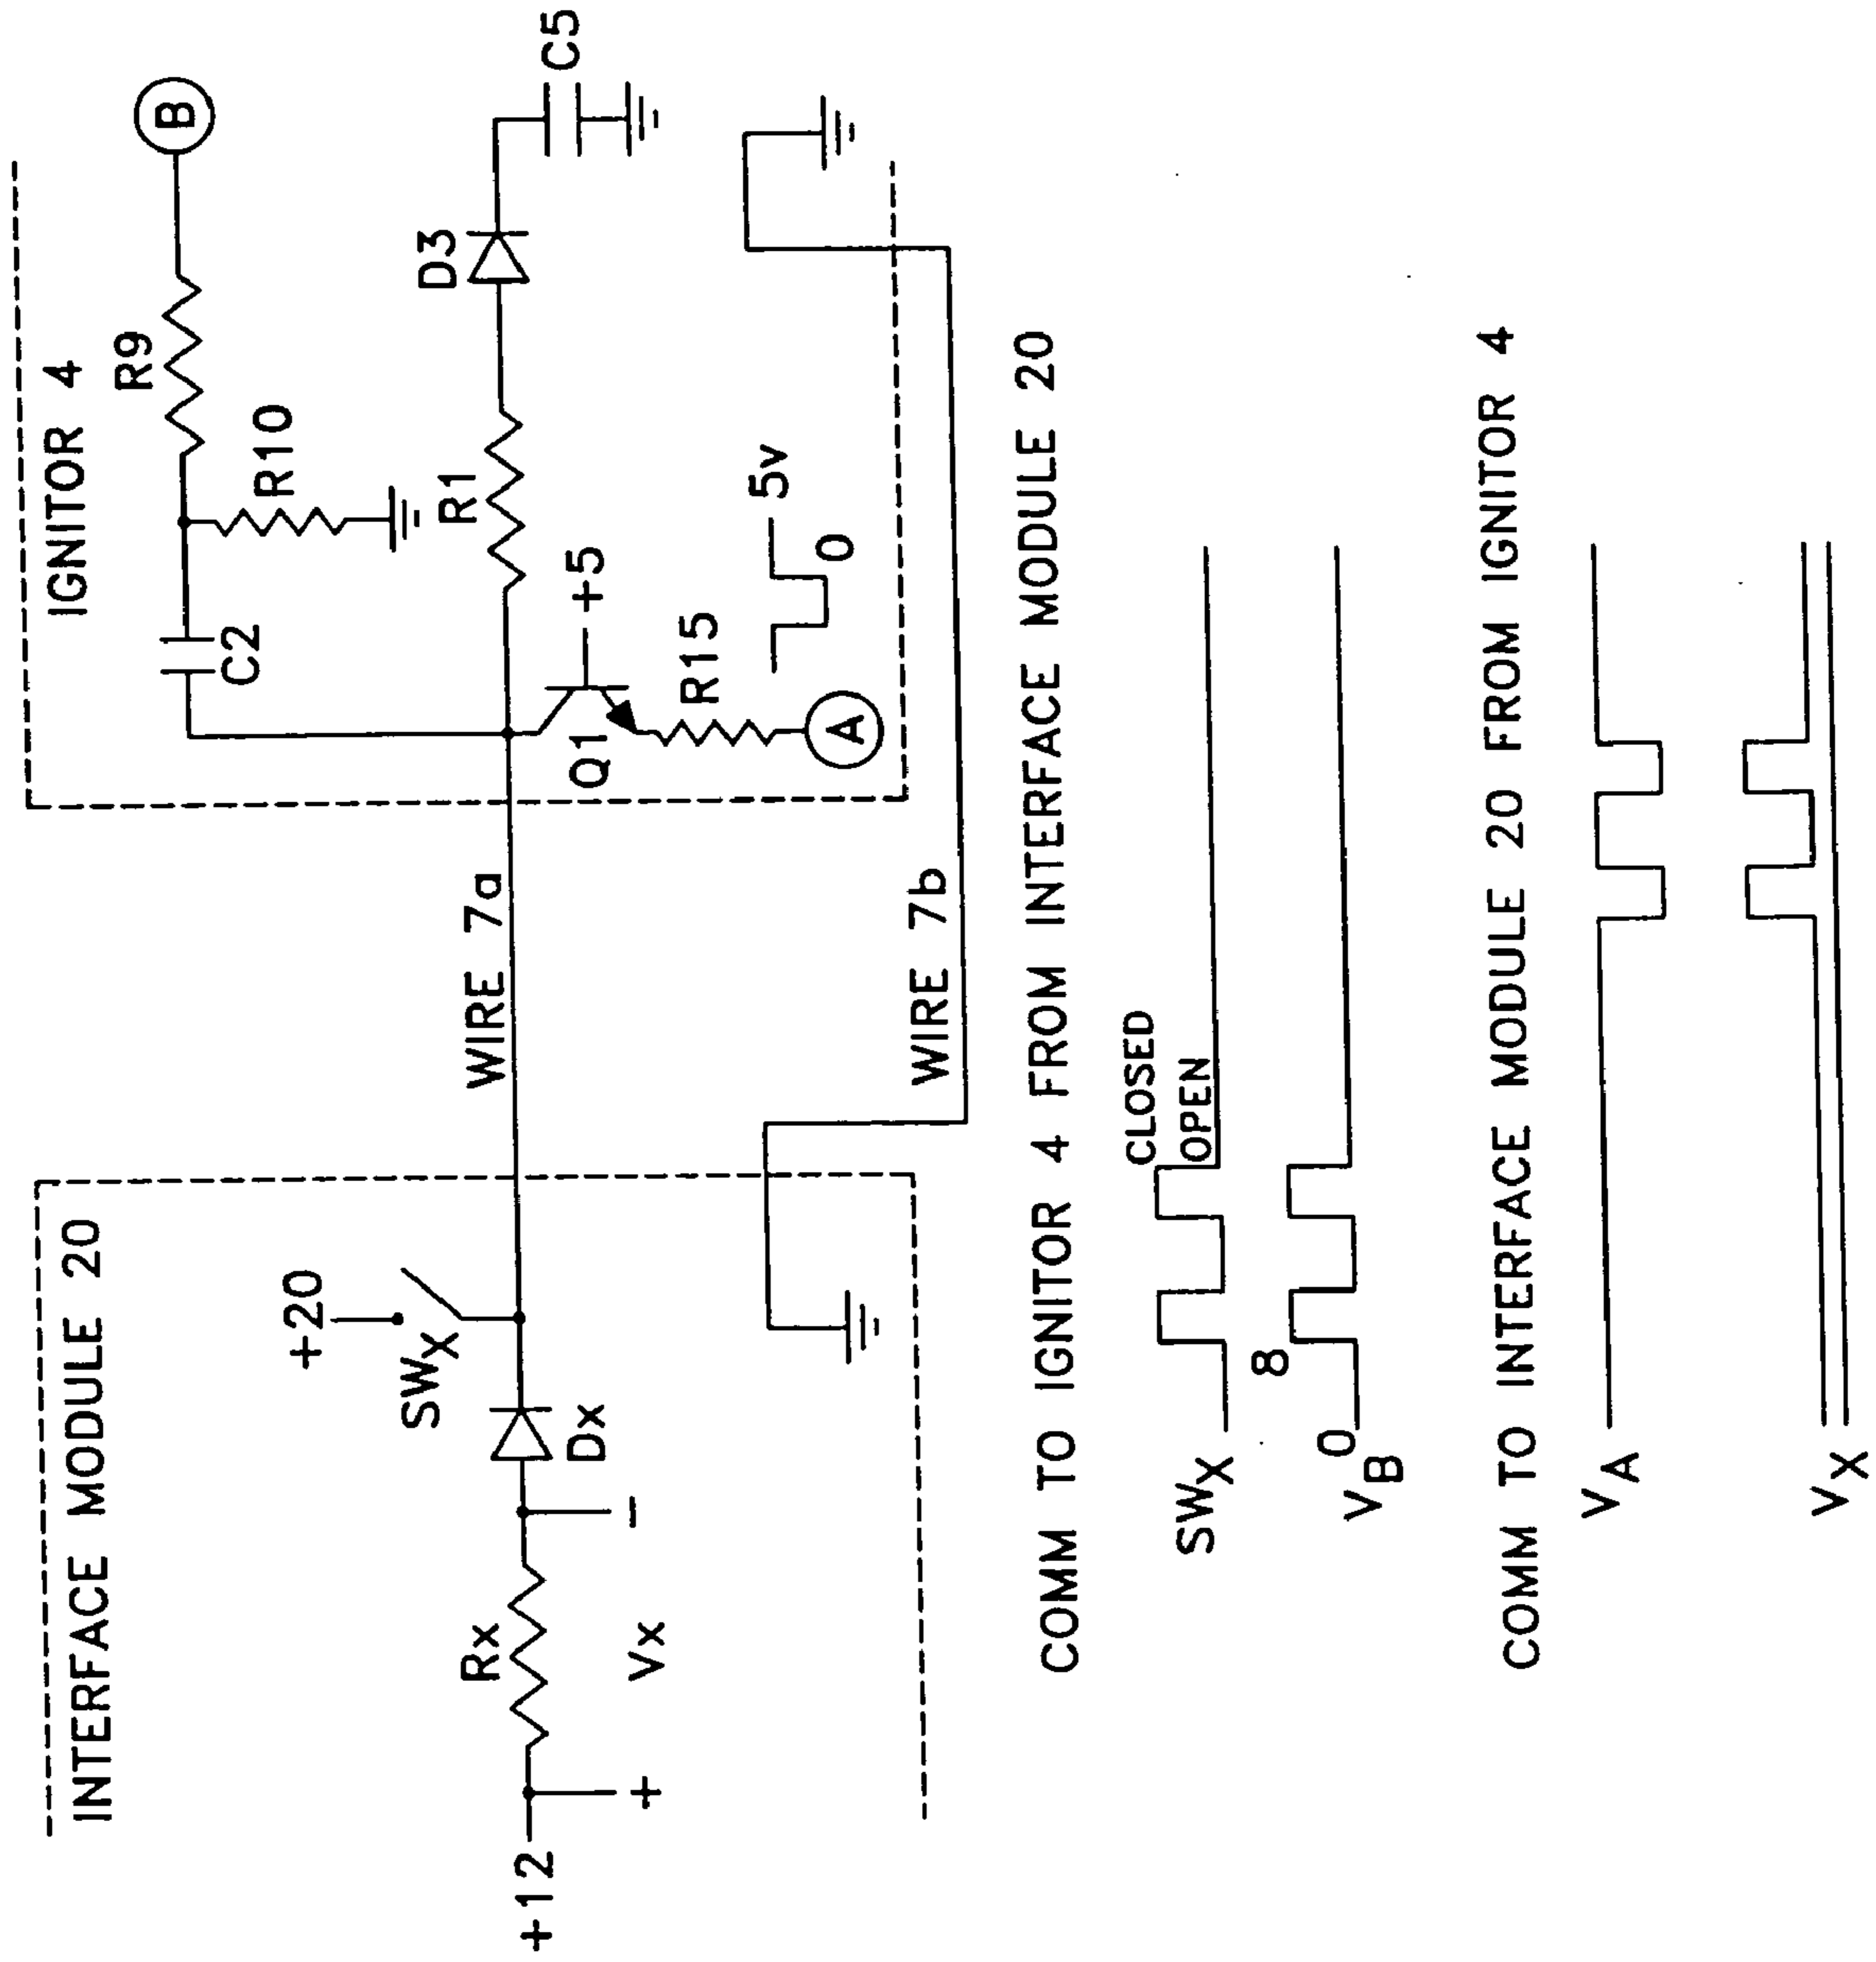 INTERFACE MODULE 20
+12
Rx
+
Vx
-
Dx
SWX
+20
WIRE 7a
WIRE 7b
IGNITOR 4
C2
R10
R9
B
Q1
+5
R15
A
R1
D3
C5
5v
0
COMM TO IGNITOR 4 FROM INTERFACE MODULE 20
SWX
CLOSED
OPEN
8
0
VB
COMM TO INTERFACE MODULE 20 FROM IGNITOR 4
VA
VX